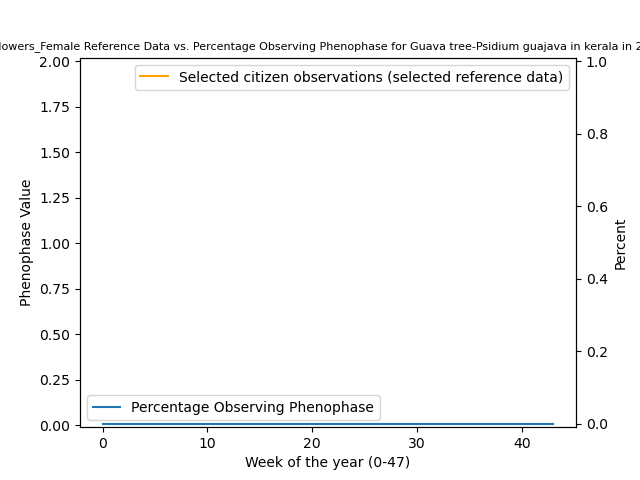 lowers_Female Reference Data vs. Percentage Observing Phenophase for Guava tree-Psidium guajava in kerala in 2
2.00
1.75
1.50
1.25
1.00
0.75
0.50
0.25
0.00
Phenophase Value
Selected citizen observations (selected reference data)
Percentage Observing Phenophase
1.0
0.8
0.6
0.4
0.2
0.0
Percent
0 10 20 30 40
Week of the year (0-47)